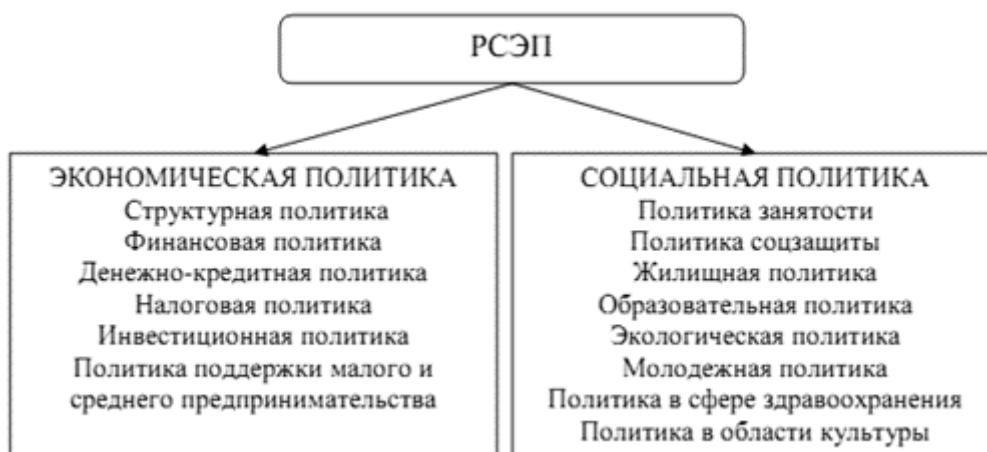 РСЭП
ЭКОНОМИЧЕСКАЯ ПОЛИТИКА
Структурная политика
Финансовая политика
Денежно-кредитная политика
Налоговая политика
Инвестиционная политика
Политика поддержки малого и
среднего предпринимательства
СОЦИАЛЬНАЯ ПОЛИТИКА
Политика занятости
Политика соцзащиты
Жилищная политика
Образовательная политика
Экологическая политика
Молодежная политика
Политика в сфере здравоохранения
Политика в области культуры